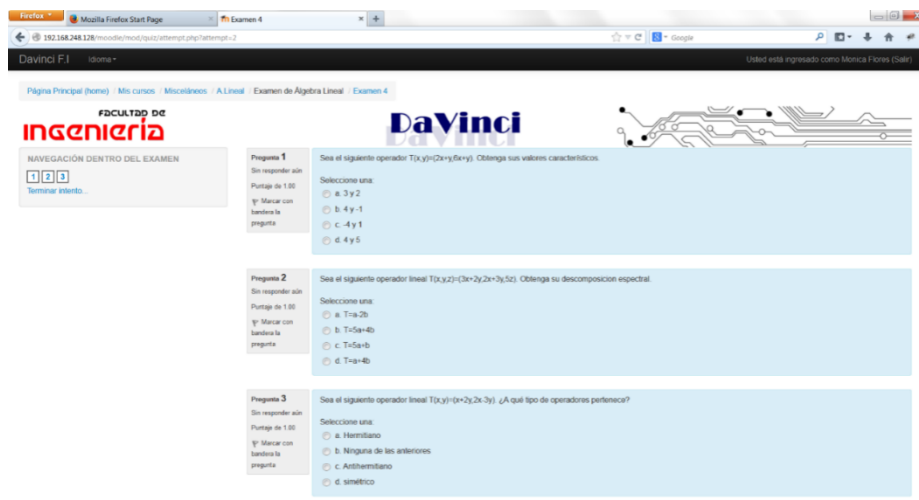 Firefox
Mozilla Firefox Start Page
Examen 4
192.168.248.128/moodle/mod/quiz/attempt.php?attempt=2
Google
Davinci F.I
Idioma
Usted está ingresado como Monica Flores (Salir)
Página Principal (home) / Mis cursos / Misceláneos / A.Lineal / Examen de Álgebra Lineal / Examen 4
FACULTAD DE
INGENIERÍA
DaVinci
NAVEGACIÓN DENTRO DEL EXAMEN
1 2 3
Terminar intento...
Pregunta 1
Sin responder aún
Puntaje de 1.00
Marcar con
bandera la
pregunta
Sea el siguiente operador T(x,y)=(2x+y,6x+y). Obtenga sus valores característicos.
Seleccione una:
a. 3 y 2
b. 4 y -1
c. -4 y 1
d. 4 y 5
Pregunta 2
Sin responder aún
Puntaje de 1.00
Marcar con
bandera la
pregunta
Sea el siguiente operador lineal T(x,y,z)=(3x+2y,2x+3y,5z). Obtenga su descomposicion espectral.
Seleccione una:
a. T=a-2b
b. T=5a+4b
c. T=5a+b
d. T=a+4b
Pregunta 3
Sin responder aún
Puntaje de 1.00
Marcar con
bandera la
pregunta
Sea el siguiente operador lineal T(x,y)=(x+2y,2x-3y). ¿A qué tipo de operadores pertenece?
Seleccione una:
a. Hermitiano
b. Ninguna de las anteriores
c. Antihermitiano
d. simétrico